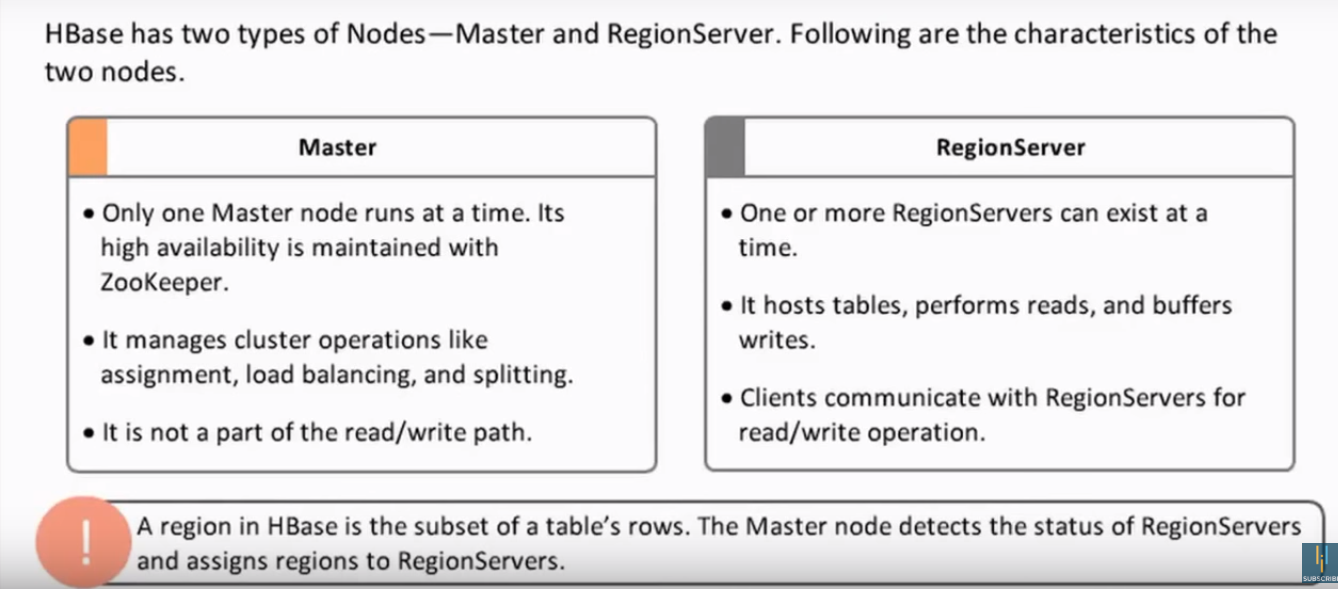 HBase has two types of Nodes—Master and RegionServer. Following are the characteristics of the
two nodes.
Master
• Only one Master node runs at a time. Its
high availability is maintained with
ZooKeeper.
• It manages cluster operations like
assignment, load balancing, and splitting.
• It is not a part of the read/write path.
RegionServer
• One or more RegionServers can exist at a
time.
• It hosts tables, performs reads, and buffers
writes.
• Clients communicate with RegionServers for
read/write operation.
!
A region in HBase is the subset of a table’s rows. The Master node detects the status of RegionServers
and assigns regions to RegionServers.
SUBSCRIBE